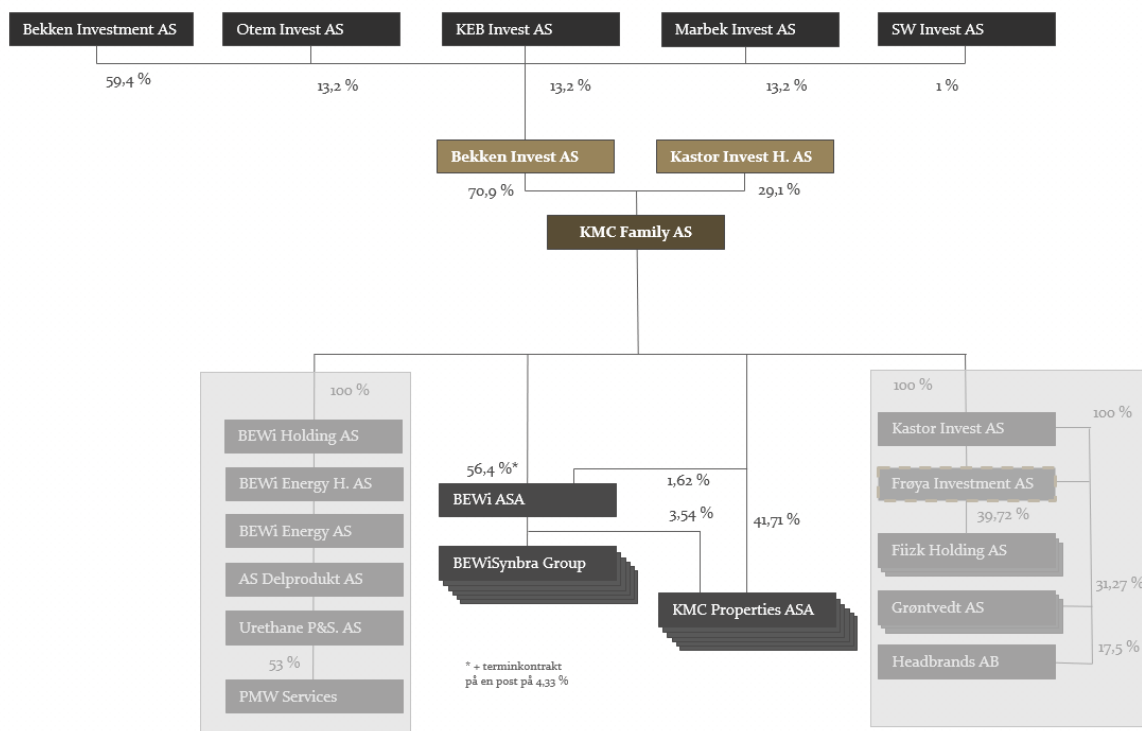 Bekken Investment AS
Otem Invest AS
KEB Invest AS
Marbek Invest AS
SW Invest AS
59,4 %
13,2 %
13,2 %
13,2 %
1 %
Bekken Invest AS
Kastor Invest H. AS
70,9 %
29,1 %
KMC Family AS
100 %
BEWi Holding AS
BEWi Energy H. AS
BEWi Energy AS
AS Delprodukt AS
Urethane P&S. AS
53 %
PMW Services
56,4 %*
1,62 %
BEWi ASA
3,54 %
41,71 %
BEWiSynbra Group
KMC Properties ASA
* + terminkontrakt
på en post på 4,33 %
100 %
100 %
Kastor Invest AS
Frøya Investment AS
39,72 %
Fiizk Holding AS
31,27 %
Grøntvedt AS
17,5 %
Headbrands AB